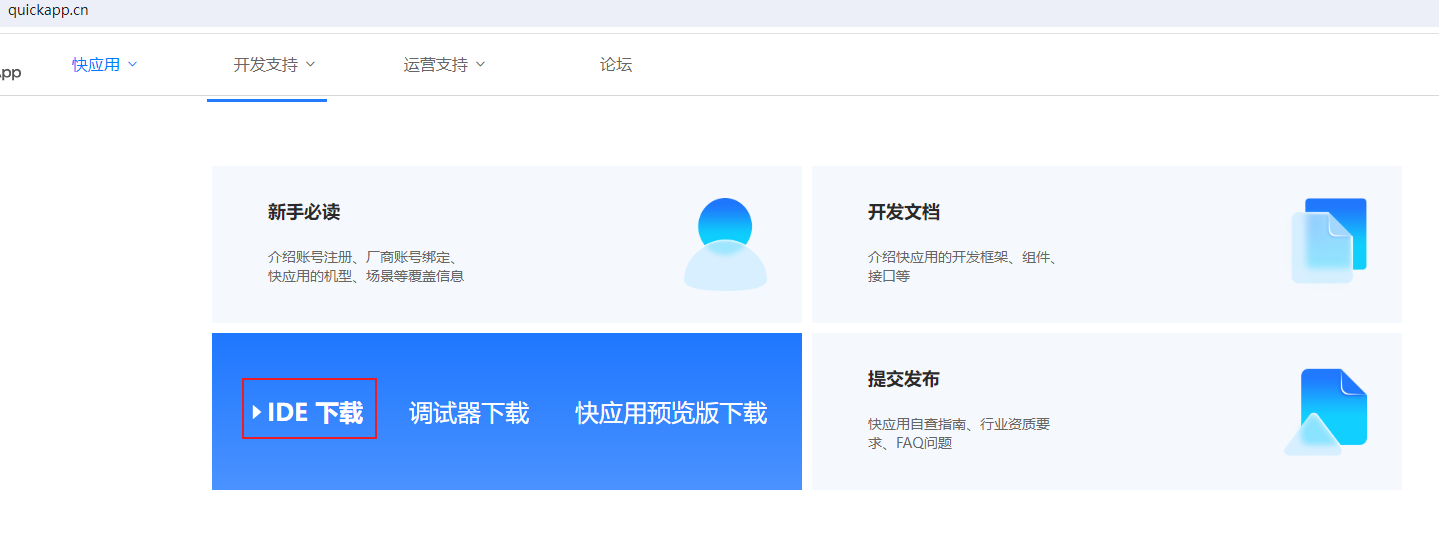 quickapp.cn
App
快应用
开发支持
运营支持
论坛
新手必读
介绍账号注册、厂商账号绑定、
快应用的机型、场景等覆盖信息
开发文档
介绍快应用的开发框架、组件、
接口等
IDE 下载
调试器下载
快应用预览版下载
提交发布
快应用自查指南、行业资质要
求、FAQ问题